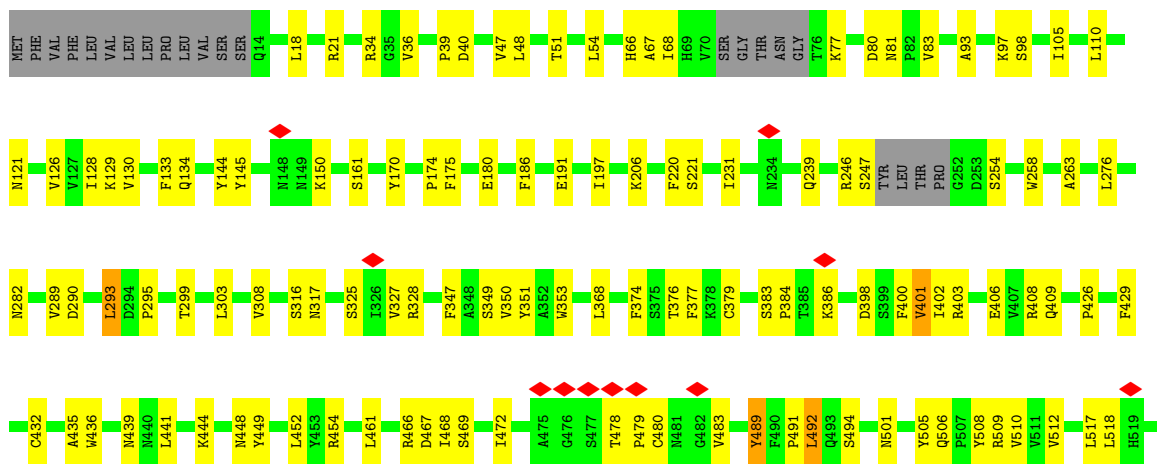 MET PHE VAL PHE LEU VAL LEU LEU PRO LEU VAL SER SER Q14 L18 R21 R34 G35 V36 P39 D40 V47 L48 T51 L54 H66 A67 I68 H69 V70 SER GLY THR ASN GLY T76 K77 D80 N81 P82 V83 A93 K97 S98 I105 L110
N121 V126 V127 I128 K129 V130 F133 Q134 Y144 Y145 N148 N149 K150 S161 Y170 P174 F175 E180 F186 E191 I197 K206 F220 S221 I231 N234 Q239 R246 S247 TYR LEU THR PRO G252 D253 S254 W258 A263 L276
N282 V289 D290 L293 D294 P295 T299 L303 V308 S316 N317 S325 I326 V327 R328 F347 A348 S349 V350 Y351 A352 W353 L368 F374 S375 T376 F377 K378 C379 S383 P384 T385 K386 D398 S399 F400 V401 I402 R403 E406 V407 R408 Q409 P426 F429
C432 A435 W436 N439 N440 L441 K444 N448 Y449 L452 Y453 R454 L461 R466 D467 I468 S469 I472 A475 G476 S477 T478 P479 C480 N481 G482 V483 Y489 F490 P491 L492 Q493 S494 N501 Y505 Q506 P507 Y508 R509 V510 V511 V512 L517 L518 H519